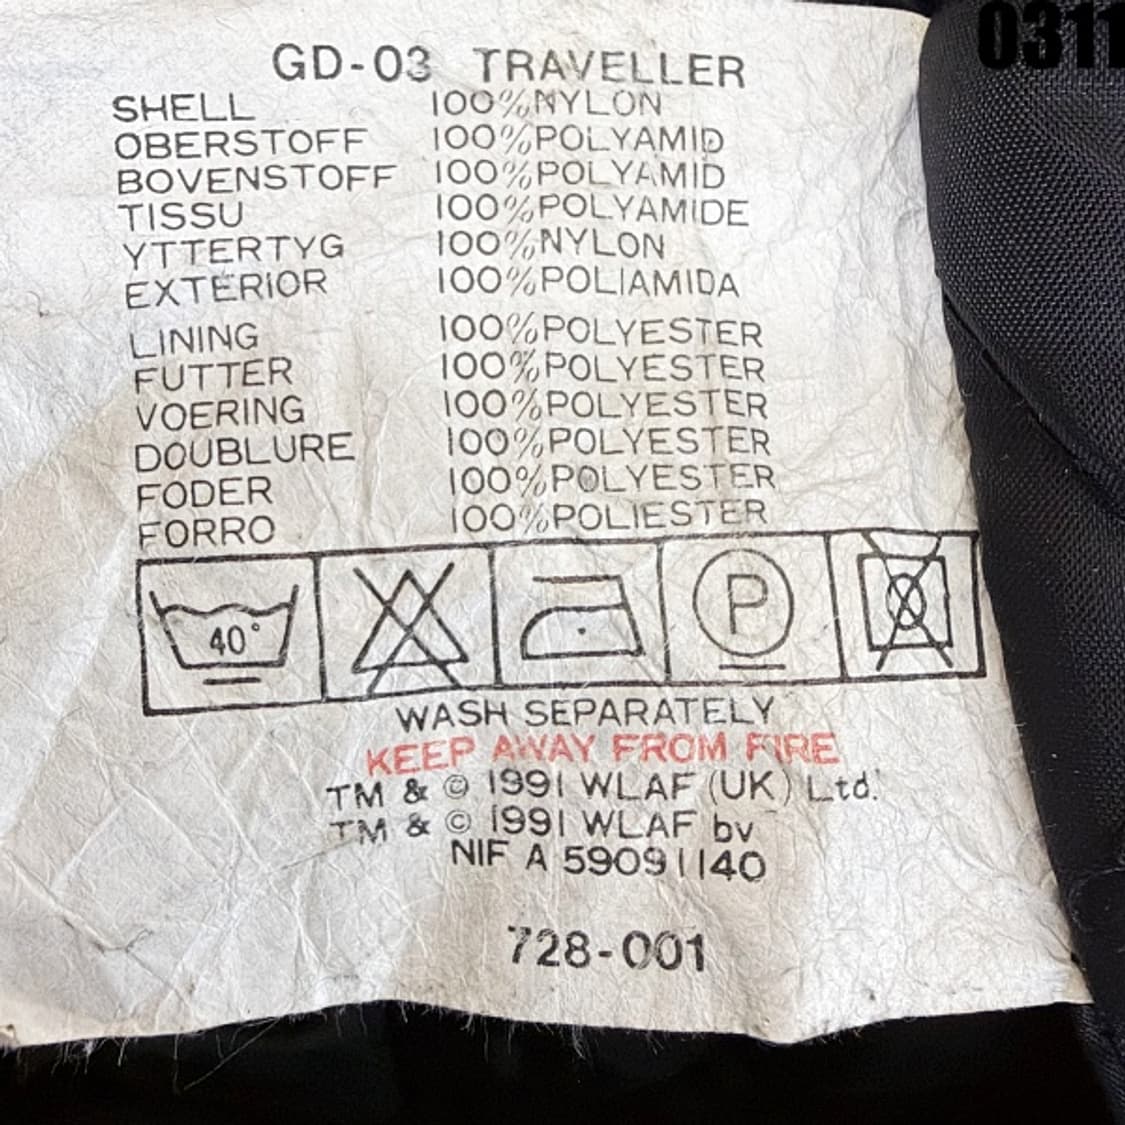 0311
GD-03 TRAVELLER
SHELL 100%NYLON
OBERSTOFF 100%POLYAMID
BOVENSTOFF 100%POLYAMID
TISSU 100%POLYAMIDE
YTTERTYG 100%NYLON
EXTERIOR 100%POLIAMIDA
LINING 100%POLYESTER
FUTTER 100%POLYESTER
VOERING 100%POLYESTER
DOUBLURE 100%POLYESTER
FODER 100%POLYESTER
FORRO 100%POLIESTER
40° P
WASH SEPARATELY
KEEP AWAY FROM FIRE
TM & © 1991 WLAF (UK) Ltd.
TM & © 1991 WLAF bv
NIF A 59091140
728-001